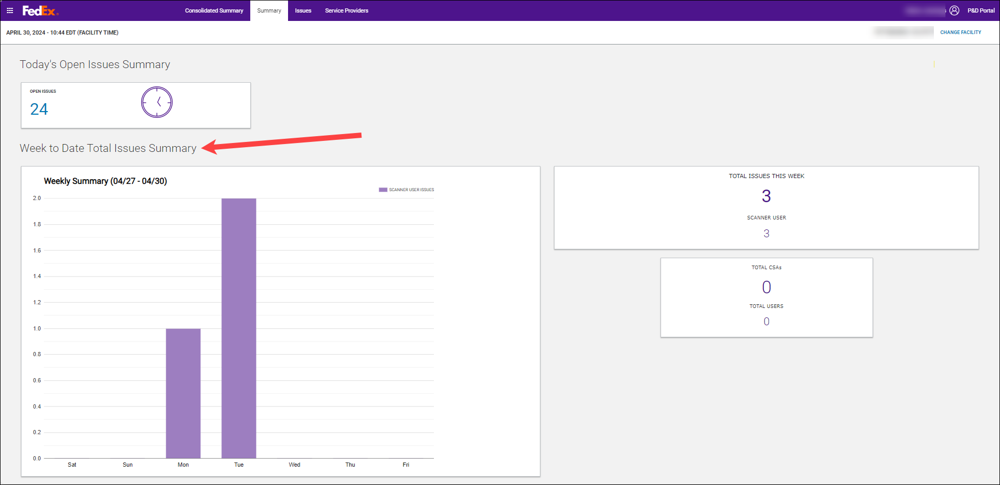 FedEx
Consolidated Summary
Summary
Issues
Service Providers
P&D Portal
APRIL 30, 2024 - 10:44 EDT (FACILITY TIME)
CHANGE FACILITY
Today's Open Issues Summary
OPEN ISSUES
24
Week to Date Total Issues Summary
Weekly Summary (04/27 - 04/30)
SCANNER USER ISSUES
2.0
1.8
1.6
1.4
1.2
1.0
0.8
0.6
0.4
0.2
0.0
Sat Sun Mon Tue Wed Thu Fri
TOTAL ISSUES THIS WEEK
3
SCANNER USER
3
TOTAL CSAs
0
TOTAL USERS
0